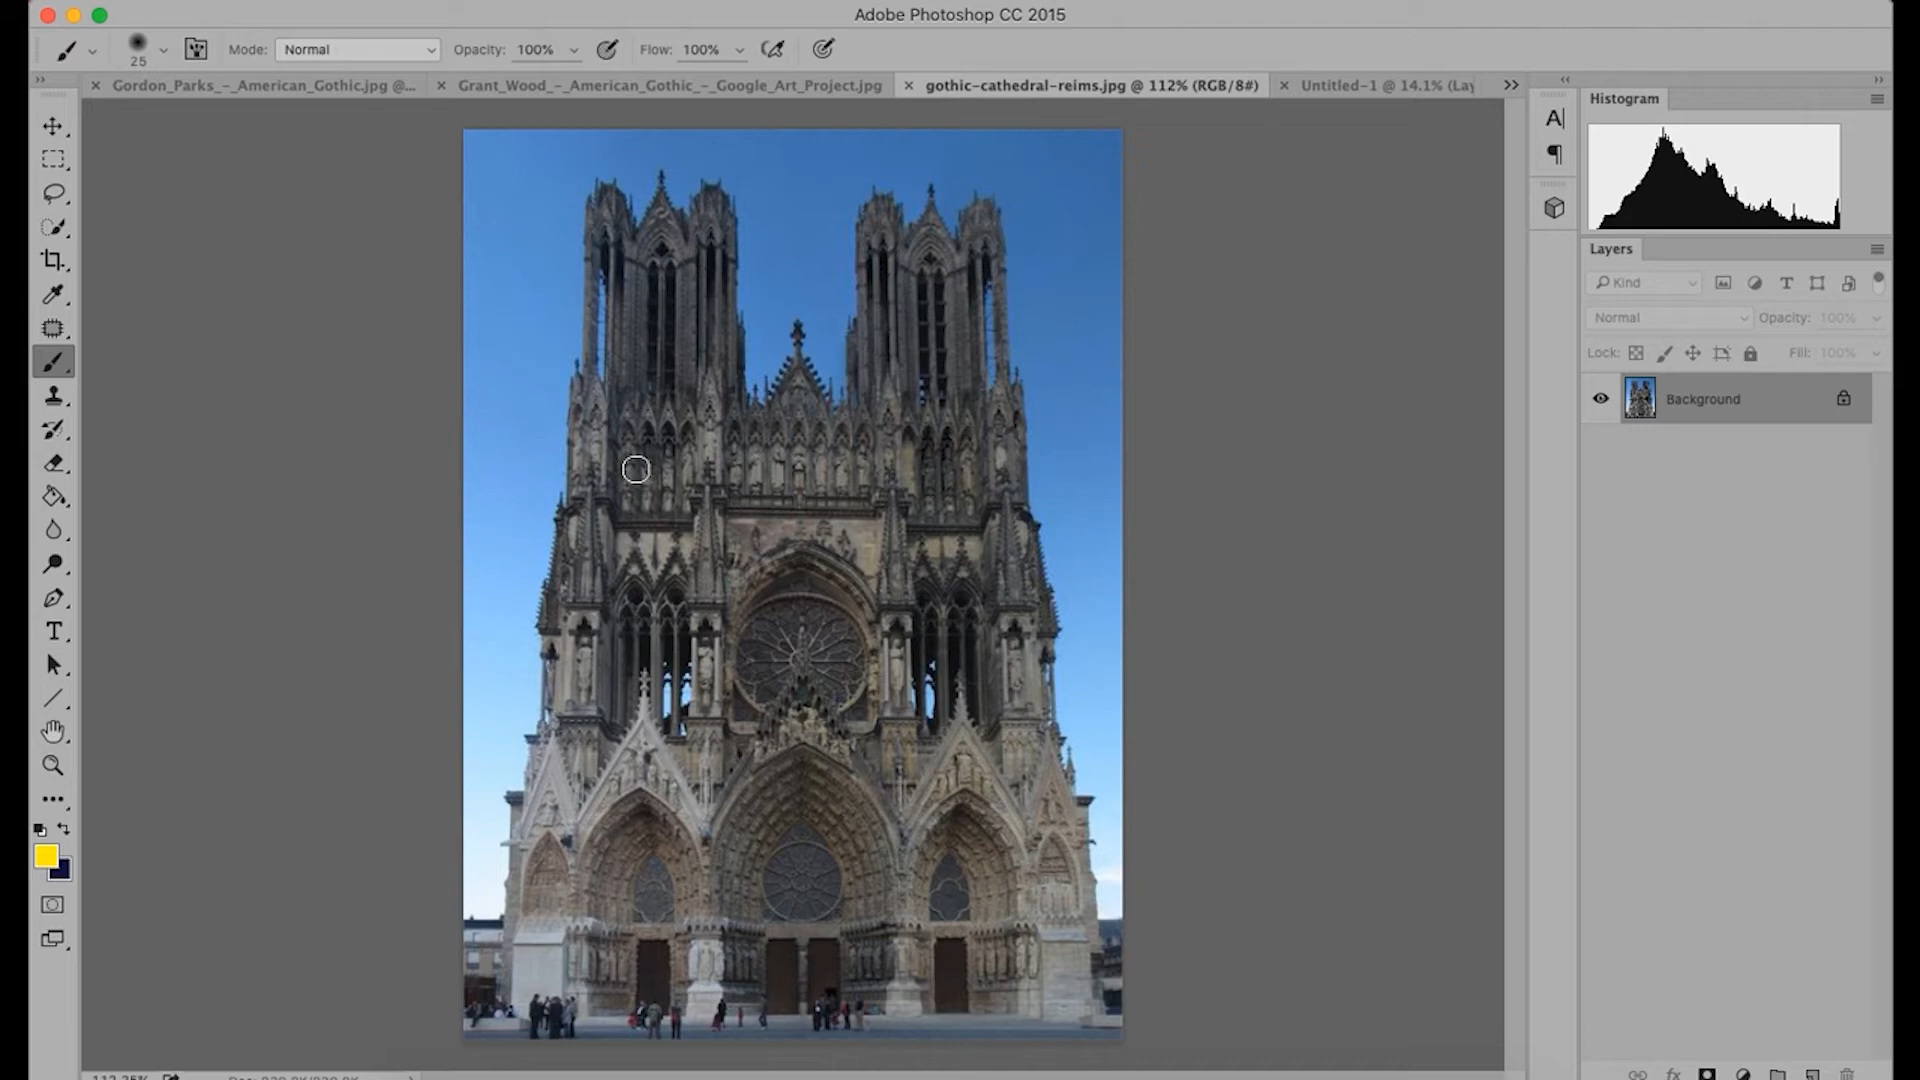 Adobe Photoshop CC 2015
25 Mode: Normal Opacity: 100% Flow: 100%
Gordon_Parks_-_American_Gothic.jpg @... Grant_Wood_-_American_Gothic_-_Google_Art_Project.jpg gothic-cathedral-reims.jpg @ 112% (RGB/8#) Untitled-1 @ 14.1% (Lay
Histogram
Layers
Kind
Normal Opacity: 100%
Lock: Fill: 100%
Background